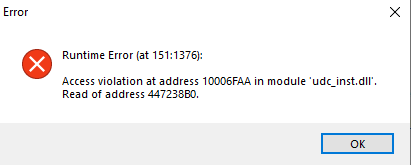 Error
Runtime Error (at 151:1376):
Access violation at address 10006FAA in module 'udc_inst.dll'.
Read of address 447238B0.
OK